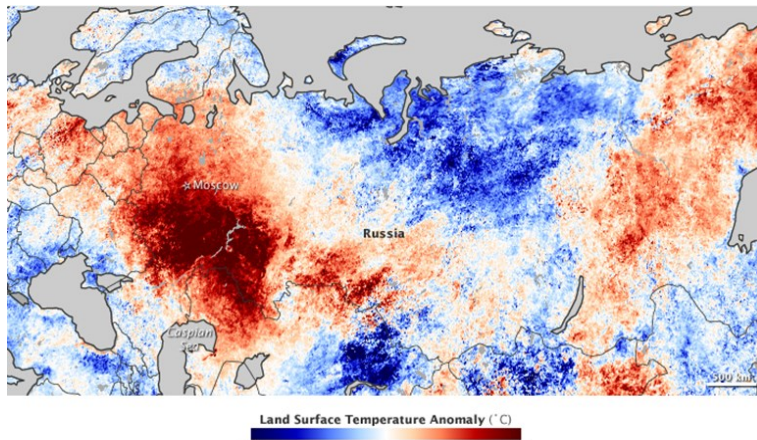 Moscow
Russia
Caspian
Sea
500 km
Land Surface Temperature Anomaly (˚C)